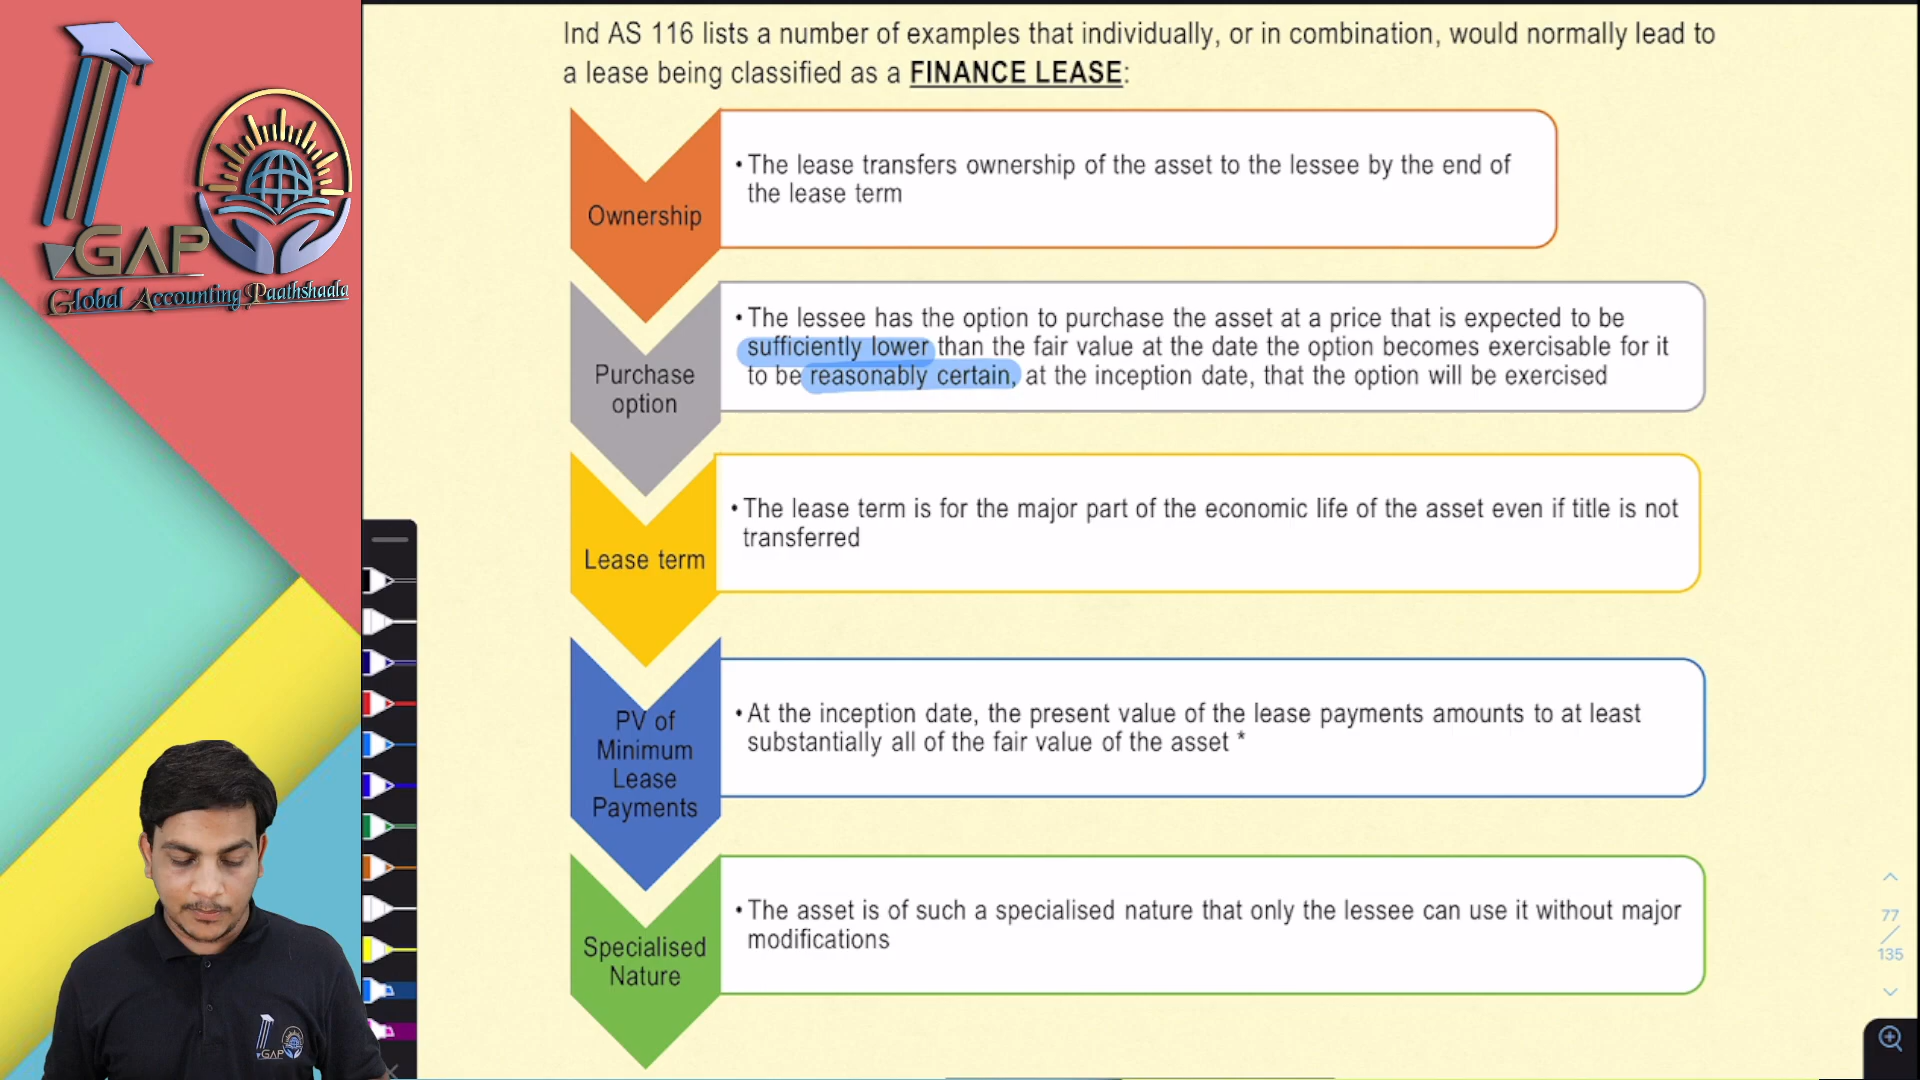 GAP
Global Accounting Paathshaala
Ind AS 116 lists a number of examples that individually, or in combination, would normally lead to
a lease being classified as a FINANCE LEASE:
Ownership
• The lease transfers ownership of the asset to the lessee by the end of
the lease term
Purchase
option
• The lessee has the option to purchase the asset at a price that is expected to be
sufficiently lower than the fair value at the date the option becomes exercisable for it
to be reasonably certain, at the inception date, that the option will be exercised
Lease term
• The lease term is for the major part of the economic life of the asset even if title is not
transferred
PV of
Minimum
Lease
Payments
• At the inception date, the present value of the lease payments amounts to at least
substantially all of the fair value of the asset *
Specialised
Nature
• The asset is of such a specialised nature that only the lessee can use it without major
modifications
77
/
135
GAP